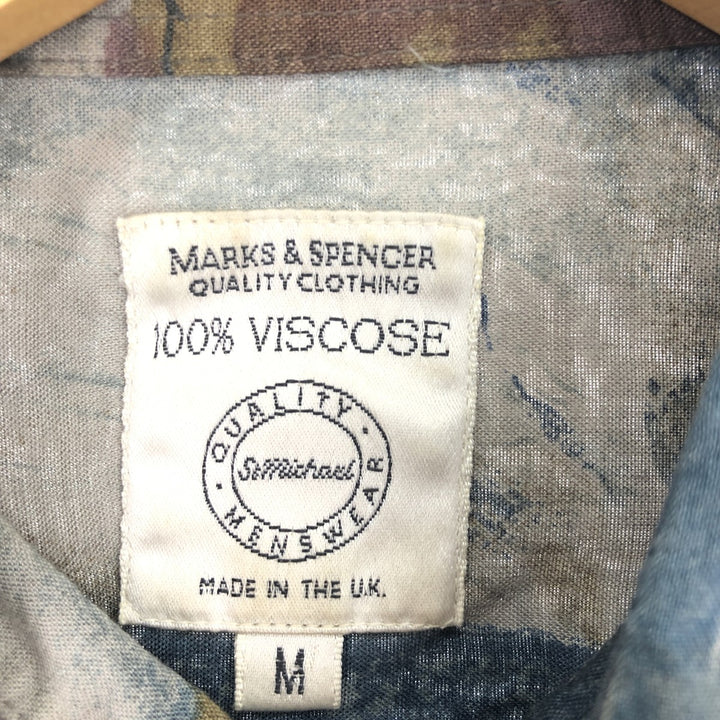 MARKS & SPENCER
QUALITY CLOTHING
100% VISCOSE
QUALITY
St Michael
MENSWEAR
MADE IN THE U.K.
M